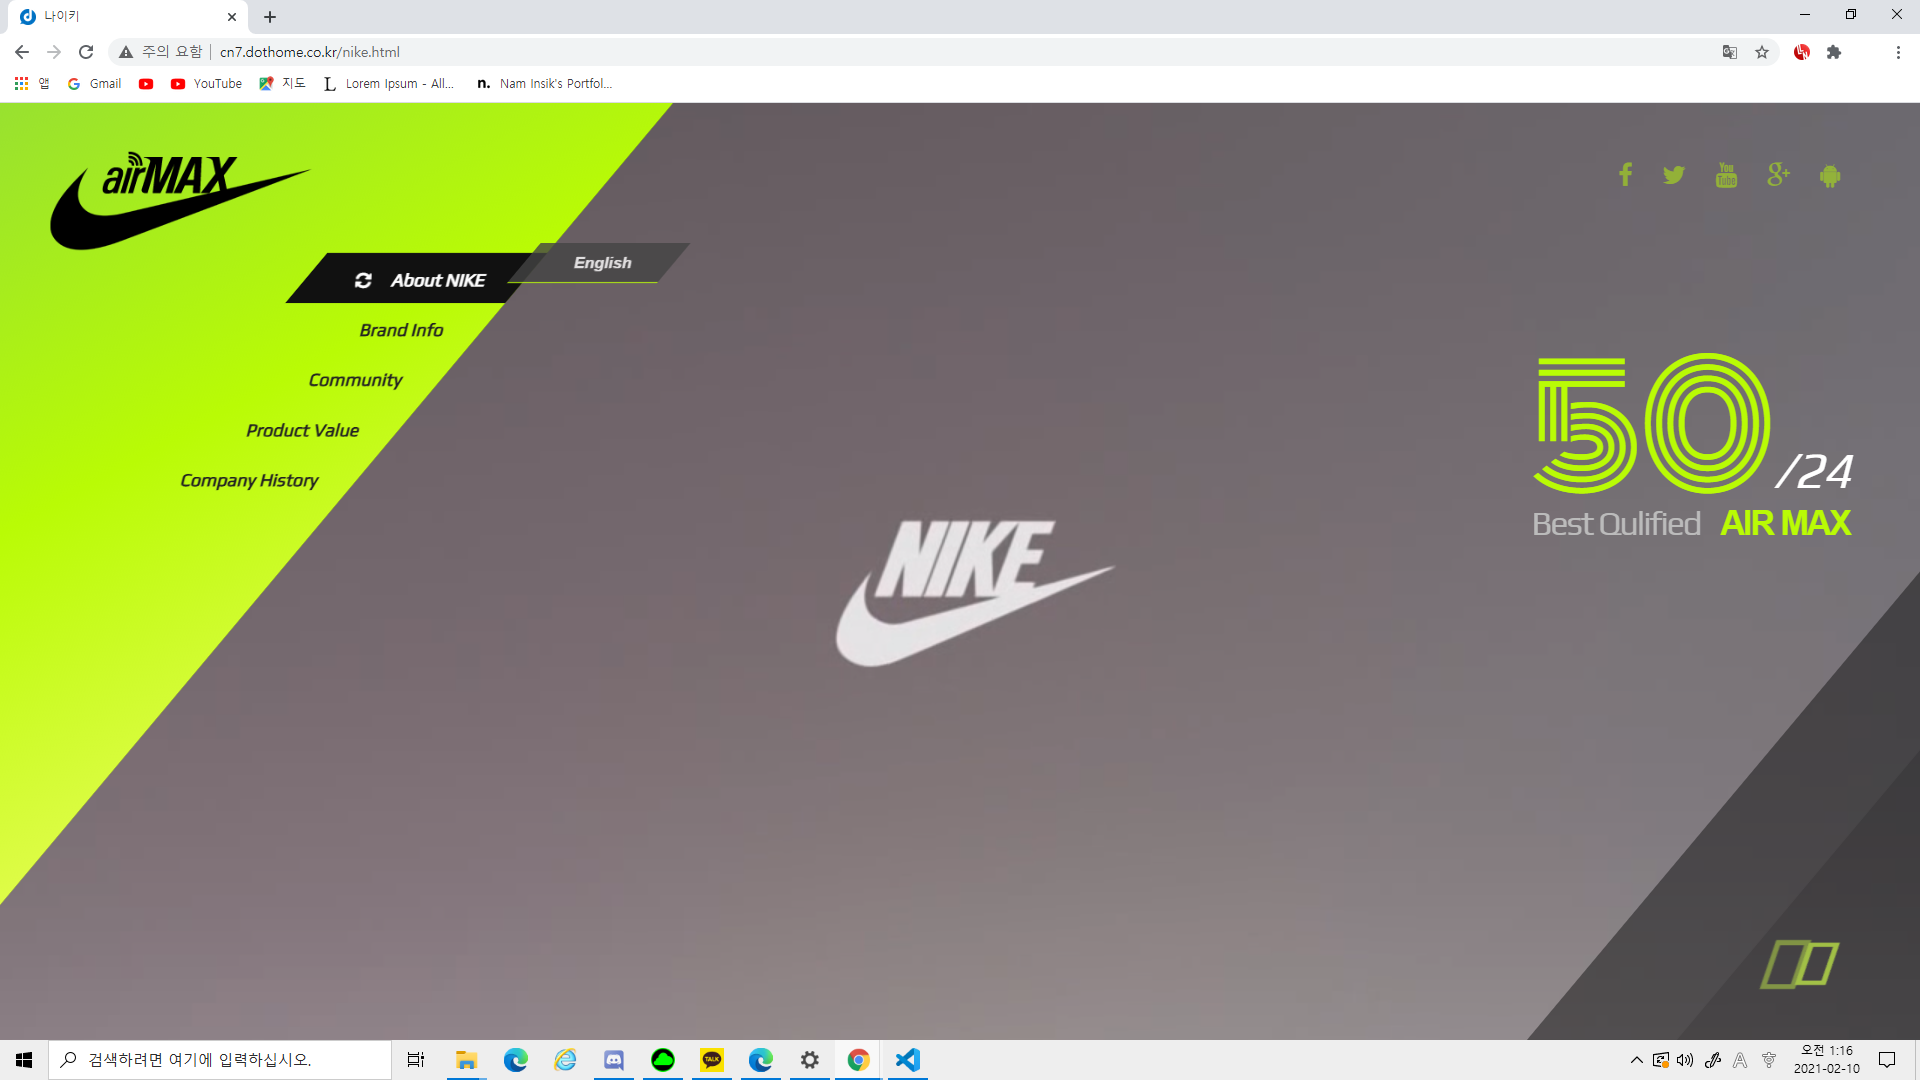 나이키
주의 요함 cn7.dothome.co.kr/nike.html
앱 Gmail YouTube 지도 Lorem Ipsum - All... n. Nam Insik's Portfol...
airMAX
You Tube
g+
English
About NIKE
Brand Info
Community
Product Value
Company History
50 /24
Best Qulified AIR MAX
NIKE
검색하려면 여기에 입력하십시오.
TALK
A
오전 1:16
2021-02-10